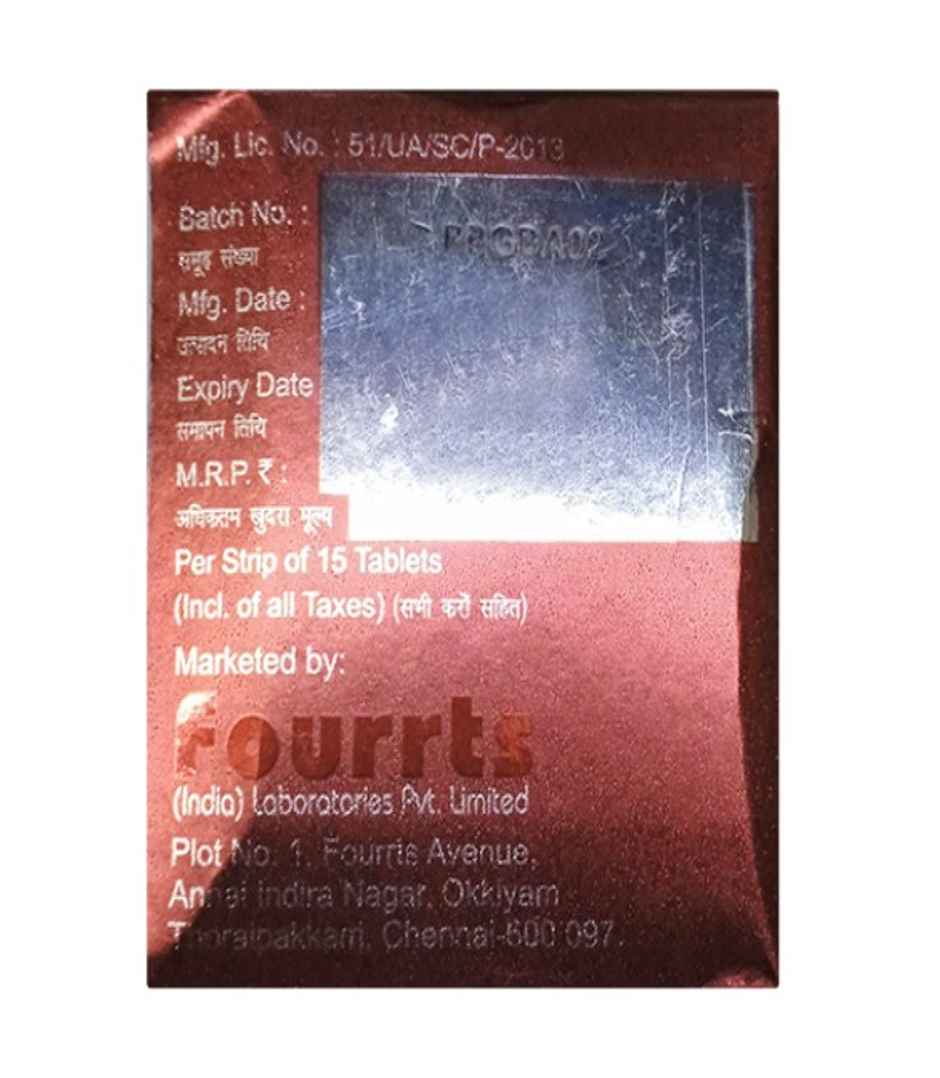 Mfg. Lic. No. : 51/UA/SC/P-2013
Batch No. :
समूह संख्या
Mfg. Date :
उत्पादन तिथि
Expiry Date
समापन तिथि
M.R.P. ₹ :
अधिकतम खुदरा मूल्य
Per Strip of 15 Tablets
(Incl. of all Taxes) (सभी करों सहित)
Marketed by:
Fourrts
(India) Laboratories Pvt. Limited
Plot No. 1, Fourrts Avenue,
Annai Indira Nagar, Okkiyam
Thoraipakkam, Chennai-600 097.